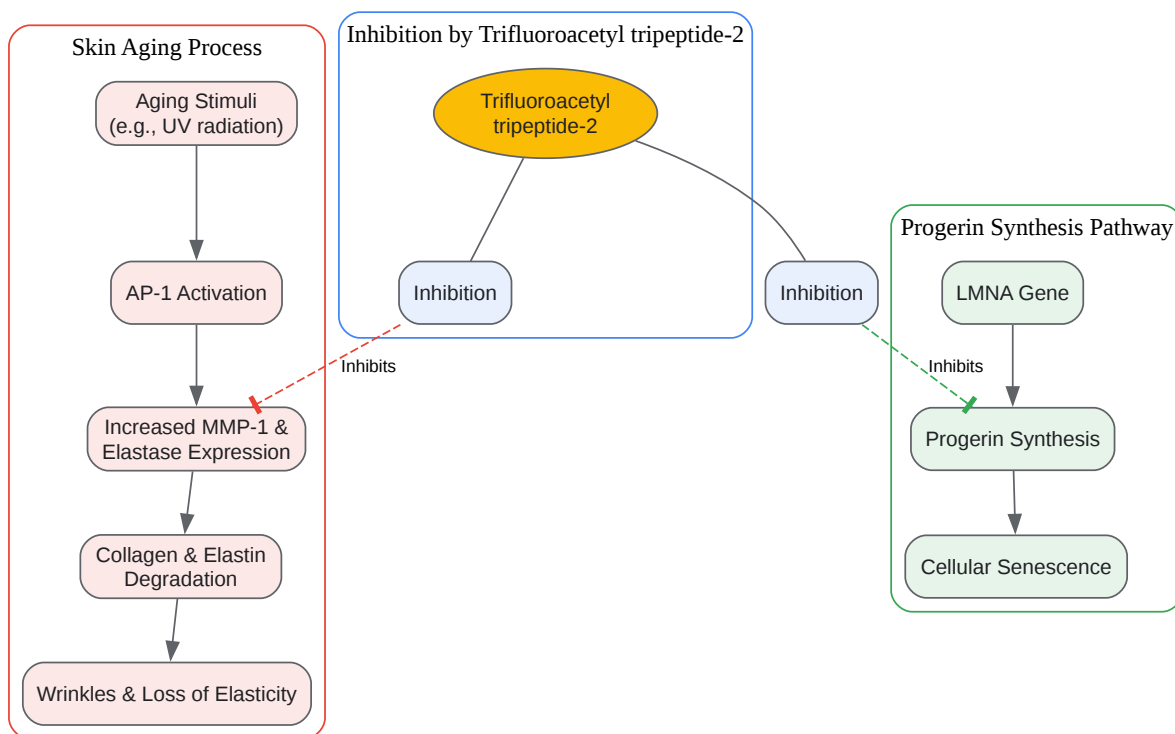 Skin Aging Process
Aging Stimuli
(e.g., UV radiation)
AP-1 Activation
Increased MMP-1 &
Elastase Expression
Collagen & Elastin
Degradation
Wrinkles & Loss of Elasticity
Inhibition by Trifluoroacetyl tripeptide-2
Trifluoroacetyl
tripeptide-2
Inhibition
Inhibits
Inhibition
Inhibits
Progerin Synthesis Pathway
LMNA Gene
Progerin Synthesis
Cellular Senescence